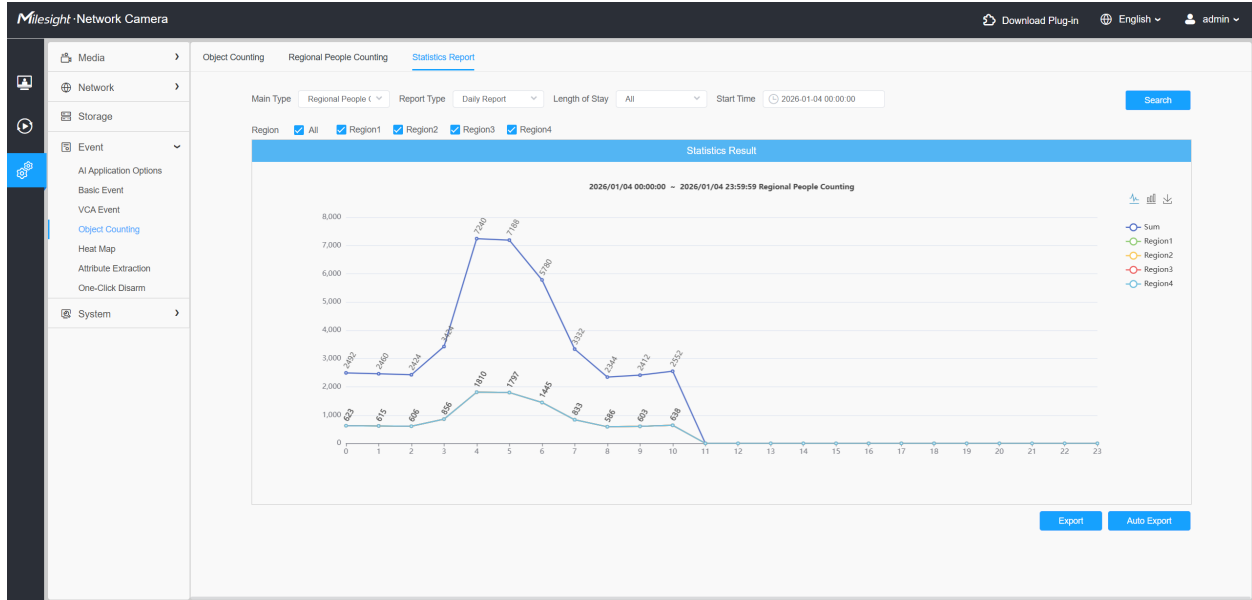 Milesight · Network Camera Download Plug-in English admin
Media
Network
Storage
Event
AI Application Options
Basic Event
VCA Event
Object Counting
Heat Map
Attribute Extraction
One-Click Disarm
System
Object Counting Regional People Counting Statistics Report
Main Type Regional People ( Report Type Daily Report Length of Stay All Start Time 2026-01-04 00:00:00 Search
Region All Region1 Region2 Region3 Region4
Statistics Result
2026/01/04 00:00:00 ~ 2026/01/04 23:59:59 Regional People Counting
Sum
Region1
Region2
Region3
Region4
8,000
7,000
6,000
5,000
4,000
3,000
2,000
1,000
0
2492 2460 2424 3424 7240 7188 5780 3332 2344 2412 2552
623 615 606 856 1810 1797 1445 833 586 603 638
0 1 2 3 4 5 6 7 8 9 10 11 12 13 14 15 16 17 18 19 20 21 22 23
Export Auto Export